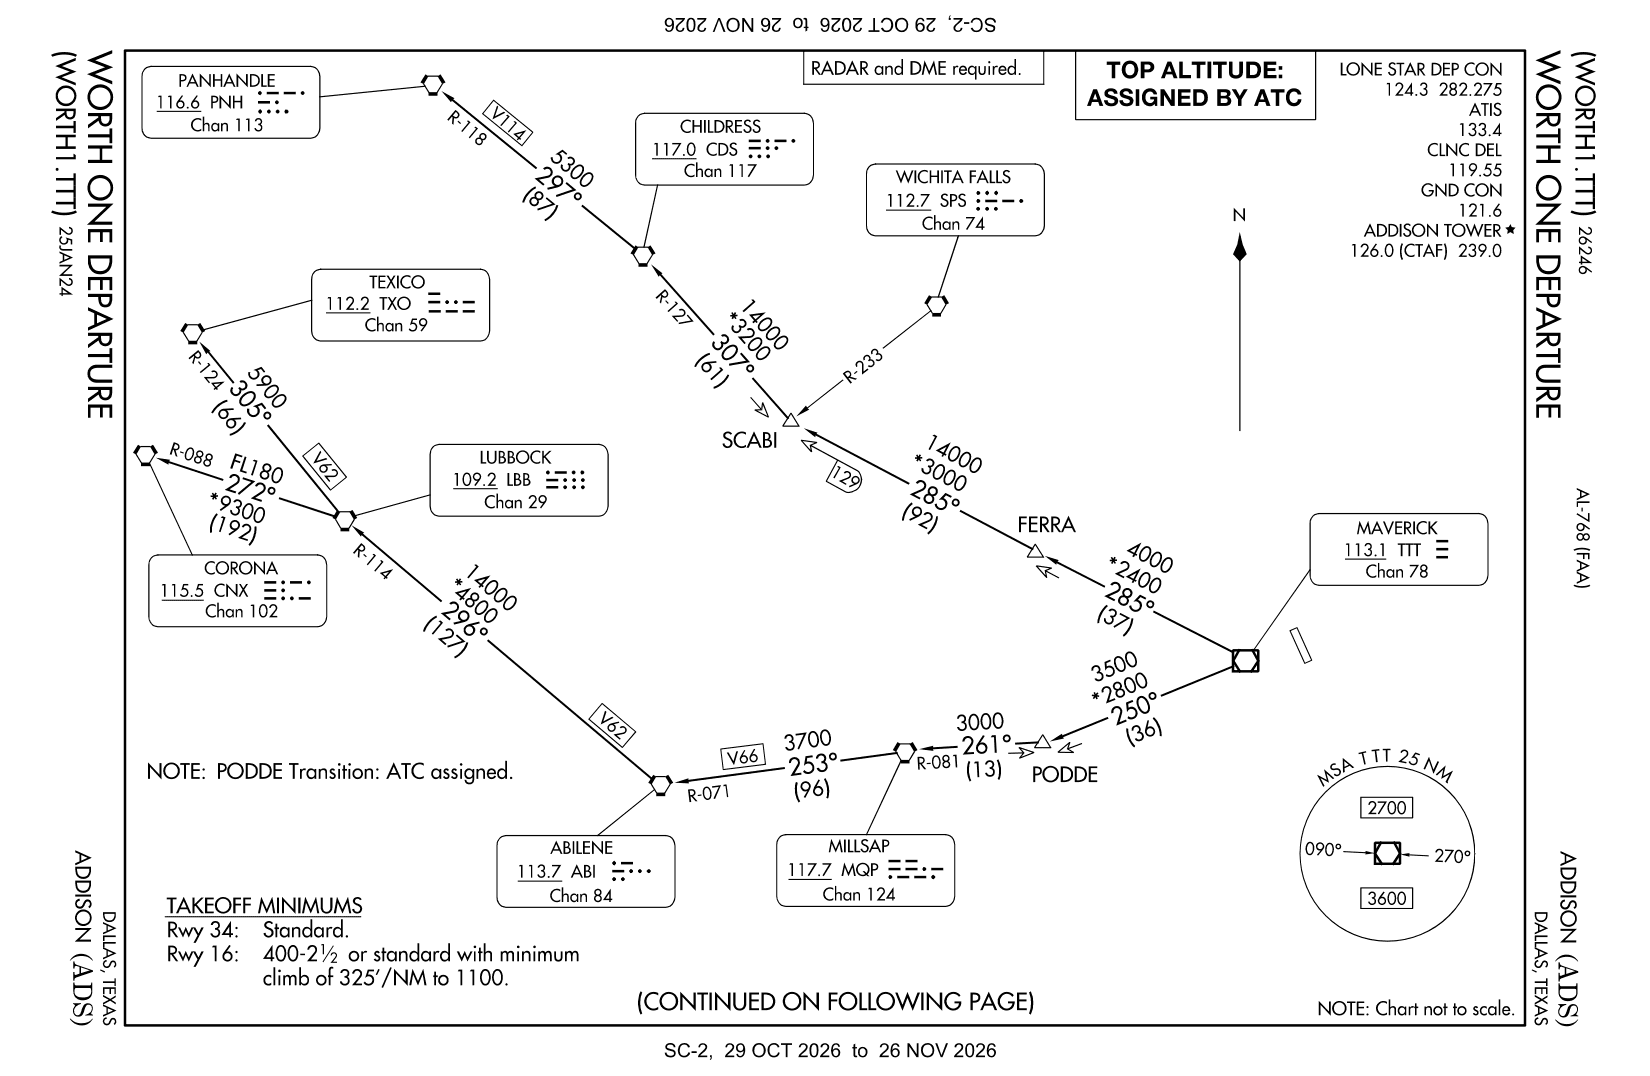 SC-2, 29 OCT 2026 to 26 NOV 2026
WORTH ONE DEPARTURE
(WORTH1.TTT) 25JAN24
ADDISON (ADS)
DALLAS, TEXAS
(WORTH1.TTT) 26246
WORTH ONE DEPARTURE
AL-768 (FAA)
ADDISON (ADS)
DALLAS, TEXAS
RADAR and DME required.
TOP ALTITUDE:
ASSIGNED BY ATC
LONE STAR DEP CON
124.3 282.275
ATIS
133.4
CLNC DEL
119.55
GND CON
121.6
ADDISON TOWER★
126.0 (CTAF) 239.0
PANHANDLE
116.6 PNH
Chan 113
R-118
V114
5300
297°
(87)
CHILDRESS
117.0 CDS
Chan 117
WICHITA FALLS
112.7 SPS
Chan 74
N
R-127
14000
*3200
307°
(61)
R-233
SCABI
129
14000
*3000
285°
(92)
FERRA
4000
*2400
285°
(37)
MAVERICK
113.1 TTT
Chan 78
TEXICO
112.2 TXO
Chan 59
R-124
5900
305°
(66)
V62
R-088
FL180
272°
*9300
(192)
LUBBOCK
109.2 LBB
Chan 29
CORONA
115.5 CNX
Chan 102
R-114
14000
*4800
296°
(127)
V62
3500
*2800
250°
(36)
PODDE
3000
261°
(13)
R-081
3700
253°
(96)
V66
R-071
ABILENE
113.7 ABI
Chan 84
MILLSAP
117.7 MQP
Chan 124
NOTE: PODDE Transition: ATC assigned.
MSA TTT 25 NM
2700
090°
270°
3600
TAKEOFF MINIMUMS
Rwy 34: Standard.
Rwy 16: 400-2½ or standard with minimum
climb of 325'/NM to 1100.
(CONTINUED ON FOLLOWING PAGE)
NOTE: Chart not to scale.
SC-2, 29 OCT 2026 to 26 NOV 2026